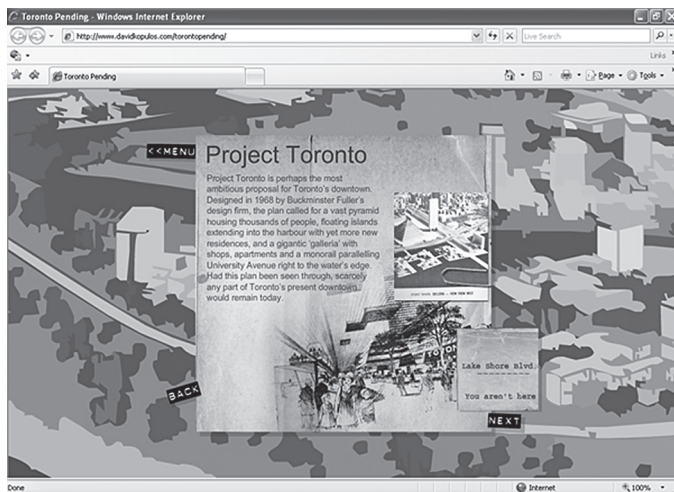 Toronto Pending - Windows Internet Explorer
http://www.davidkopulos.com/torontopending/
Live Search
Links
Toronto Pending
Page
Tools
<<MENU
Project Toronto
Project Toronto is perhaps the most
ambitious proposal for Toronto's downtown.
Designed in 1968 by Buckminster Fuller's
design firm, the plan called for a vast pyramid
housing thousands of people, floating islands
extending into the harbour with yet more new
residences, and a gigantic 'galleria' with
shops, apartments and a monorail parallelling
University Avenue right to the water's edge.
Had this plan been seen through, scarcely
any part of Toronto's present downtown
would remain today.
Lake Shore Blvd.
You aren't here
BACK
NEXT
Done
Internet
100%